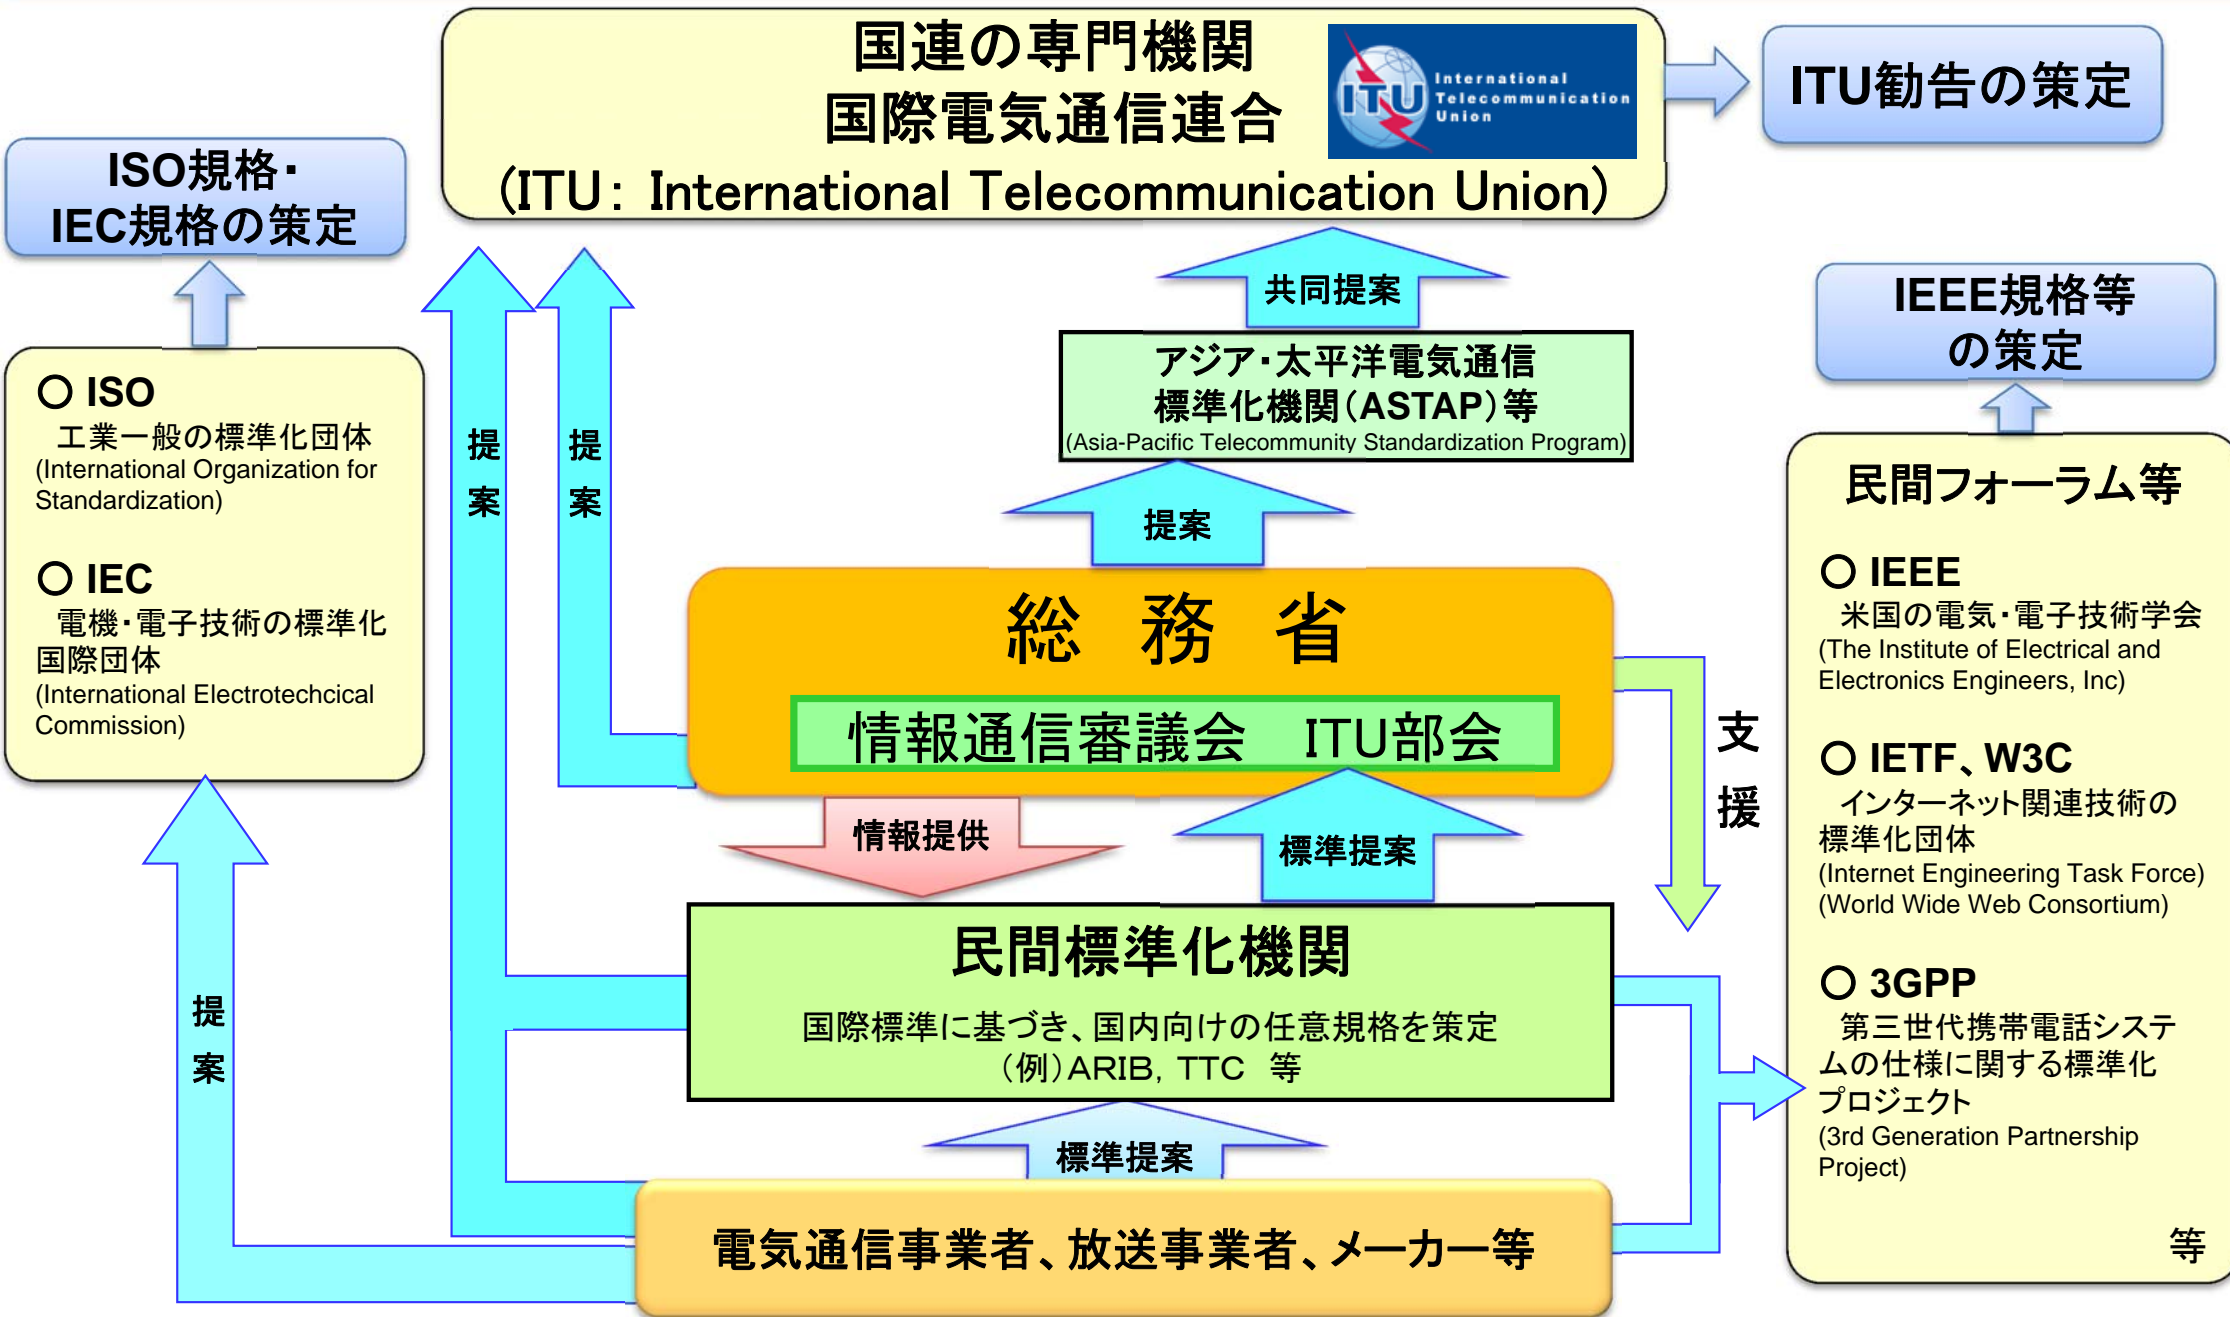 国連の専門機関
国際電気通信連合
(ITU: International Telecommunication Union)
ITU
International
Telecommunication
Union
ITU勧告の策定
ISO規格・
IEC規格の策定
○ ISO
工業一般の標準化団体
(International Organization for
Standardization)
○ IEC
電機・電子技術の標準化
国際団体
(International Electrotechcical
Commission)
提案
提案
提案
共同提案
アジア・太平洋電気通信
標準化機関(ASTAP)等
(Asia-Pacific Telecommunity Standardization Program)
提案
総 務 省
情報通信審議会 ITU部会
情報提供
標準提案
支援
民間標準化機関
国際標準に基づき、国内向けの任意規格を策定
(例)ARIB, TTC 等
標準提案
電気通信事業者、放送事業者、メーカー等
IEEE規格等
の策定
民間フォーラム等
○ IEEE
米国の電気・電子技術学会
(The Institute of Electrical and
Electronics Engineers, Inc)
○ IETF、W3C
インターネット関連技術の
標準化団体
(Internet Engineering Task Force)
(World Wide Web Consortium)
○ 3GPP
第三世代携帯電話システ
ムの仕様に関する標準化
プロジェクト
(3rd Generation Partnership
Project)
等